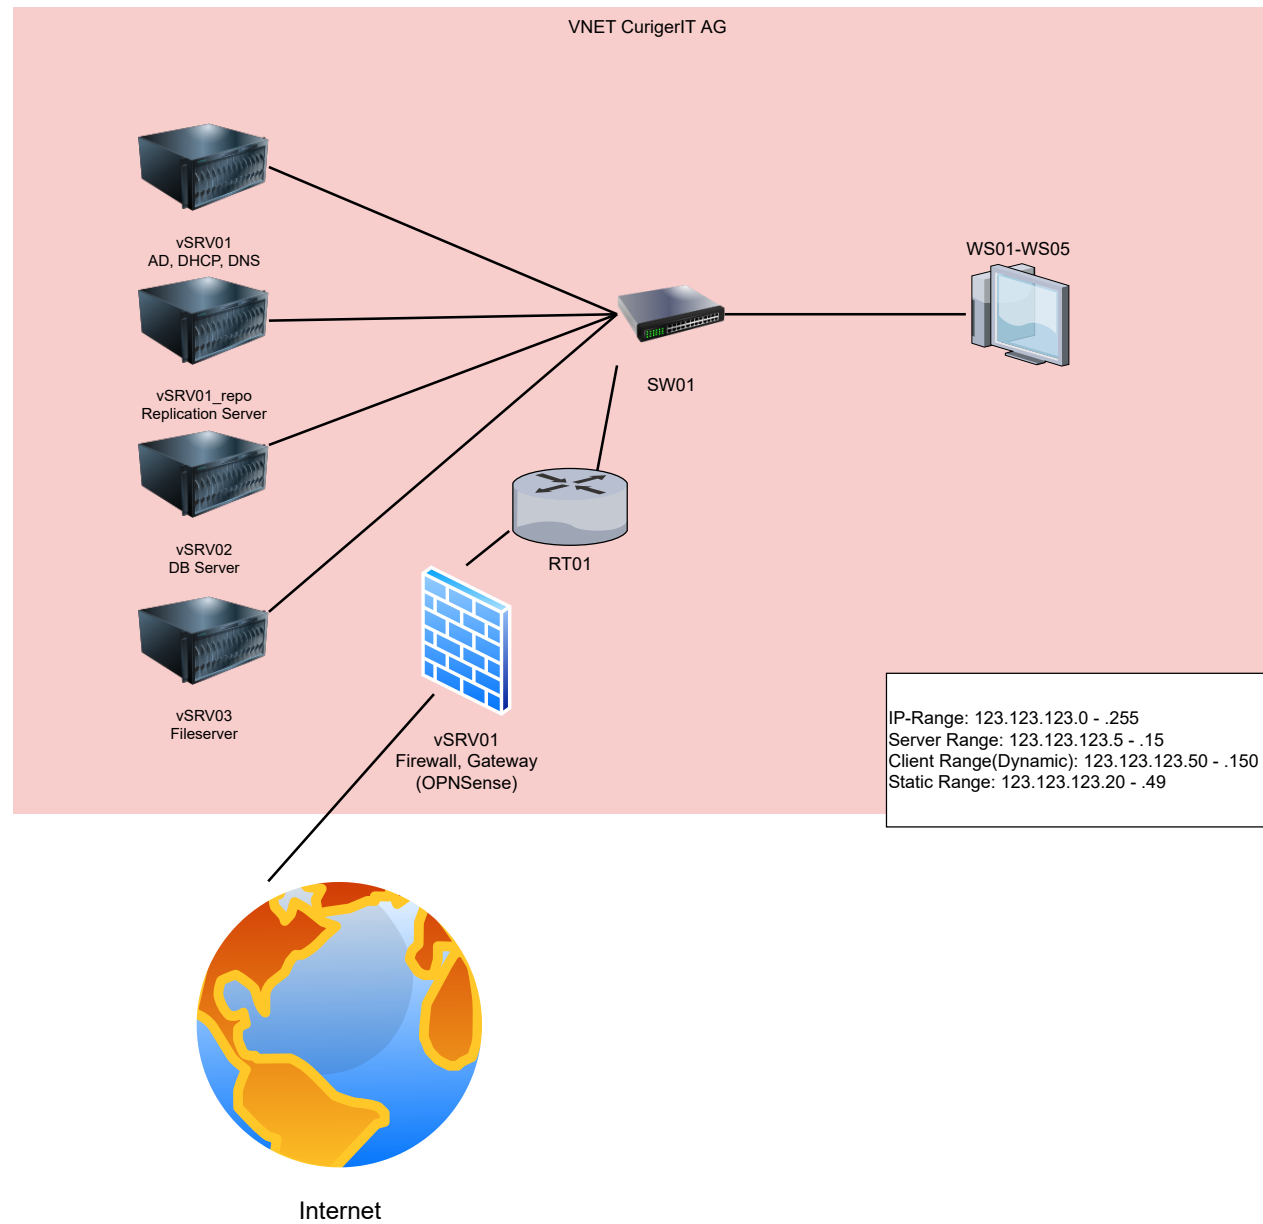 VNET CurigerIT AG
vSRV01
AD, DHCP, DNS
WS01-WS05
vSRV01_repo
Replication Server
SW01
vSRV02
DB Server
RT01
vSRV03
Fileserver
vSRV01
Firewall, Gateway
(OPNSense)
IP-Range: 123.123.123.0 - .255
Server Range: 123.123.123.5 - .15
Client Range(Dynamic): 123.123.123.50 - .150
Static Range: 123.123.123.20 - .49
Internet